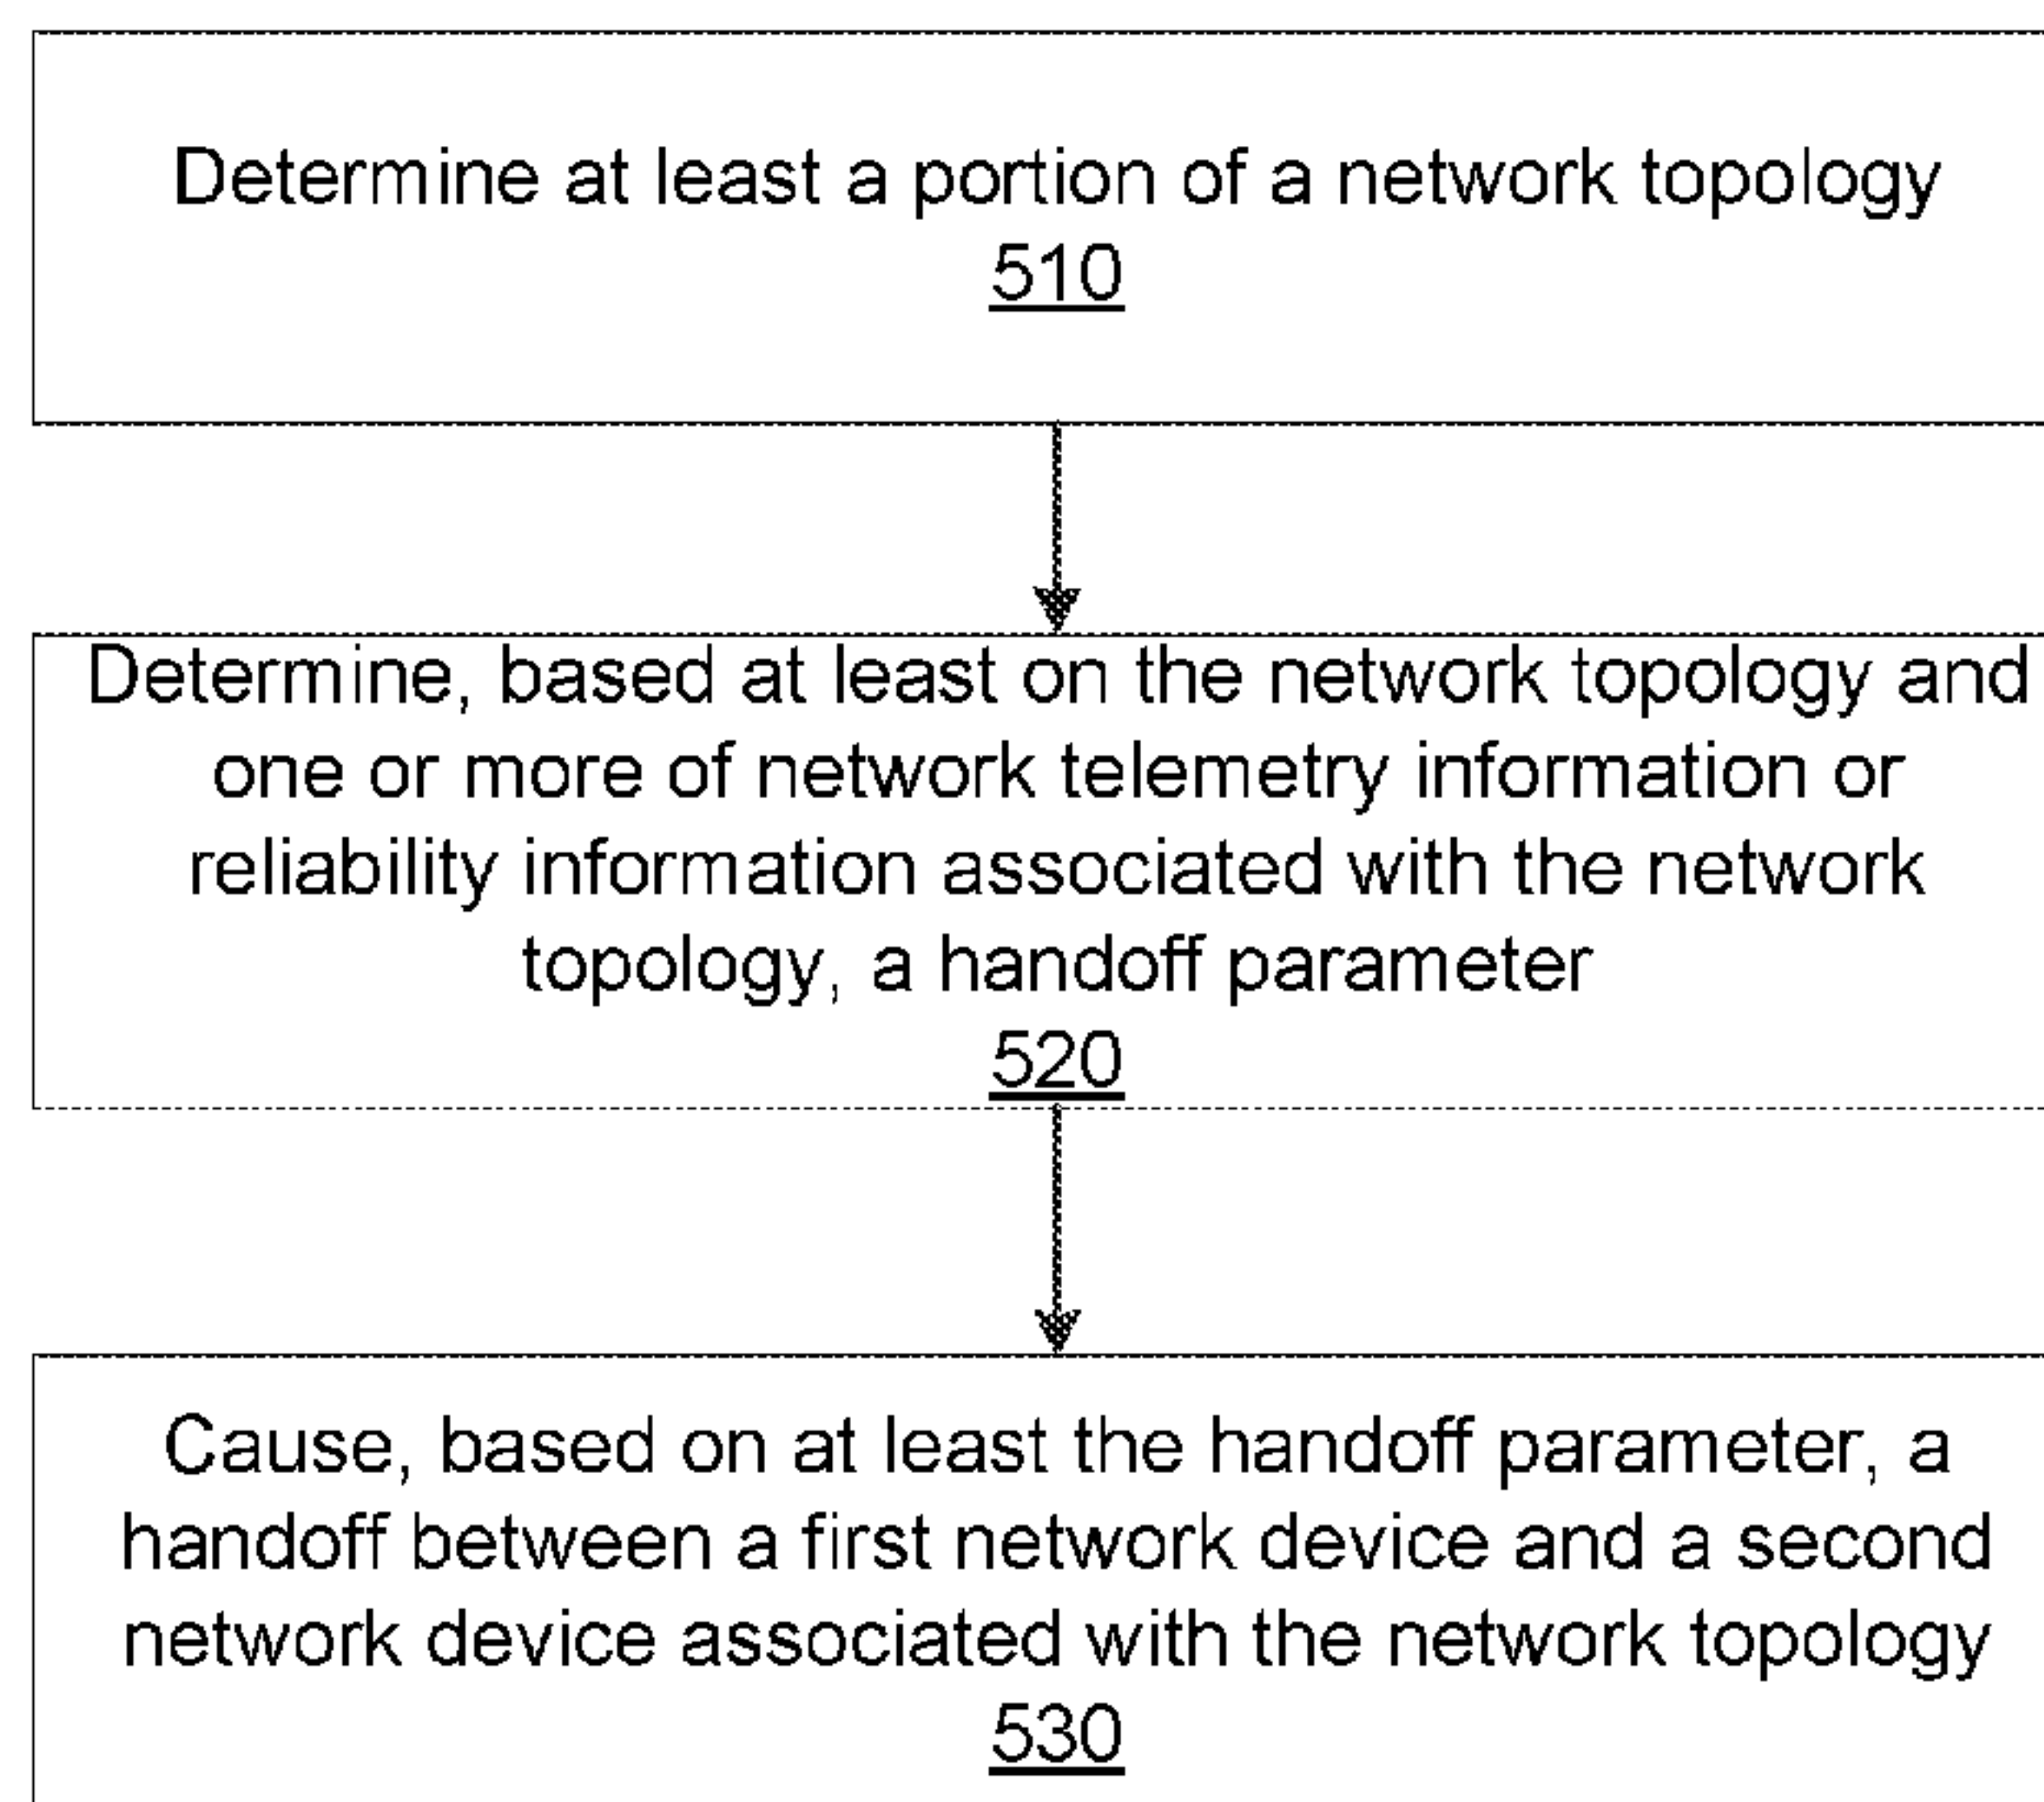 Determine at least a portion of a network topology
510
Determine, based at least on the network topology and
one or more of network telemetry information or
reliability information associated with the network
topology, a handoff parameter
520
Cause, based on at least the handoff parameter, a
handoff between a first network device and a second
network device associated with the network topology
530